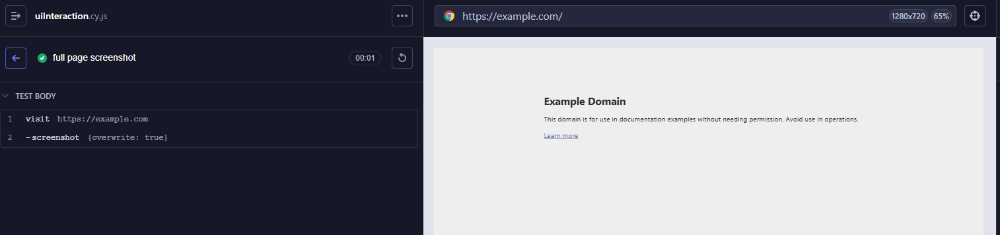 uiInteraction.cy.js
full page screenshot
00:01
TEST BODY
1 visit https://example.com
2 -screenshot {overwrite: true}
https://example.com/
1280x720 65%
Example Domain
This domain is for use in documentation examples without needing permission. Avoid use in operations.
Learn more